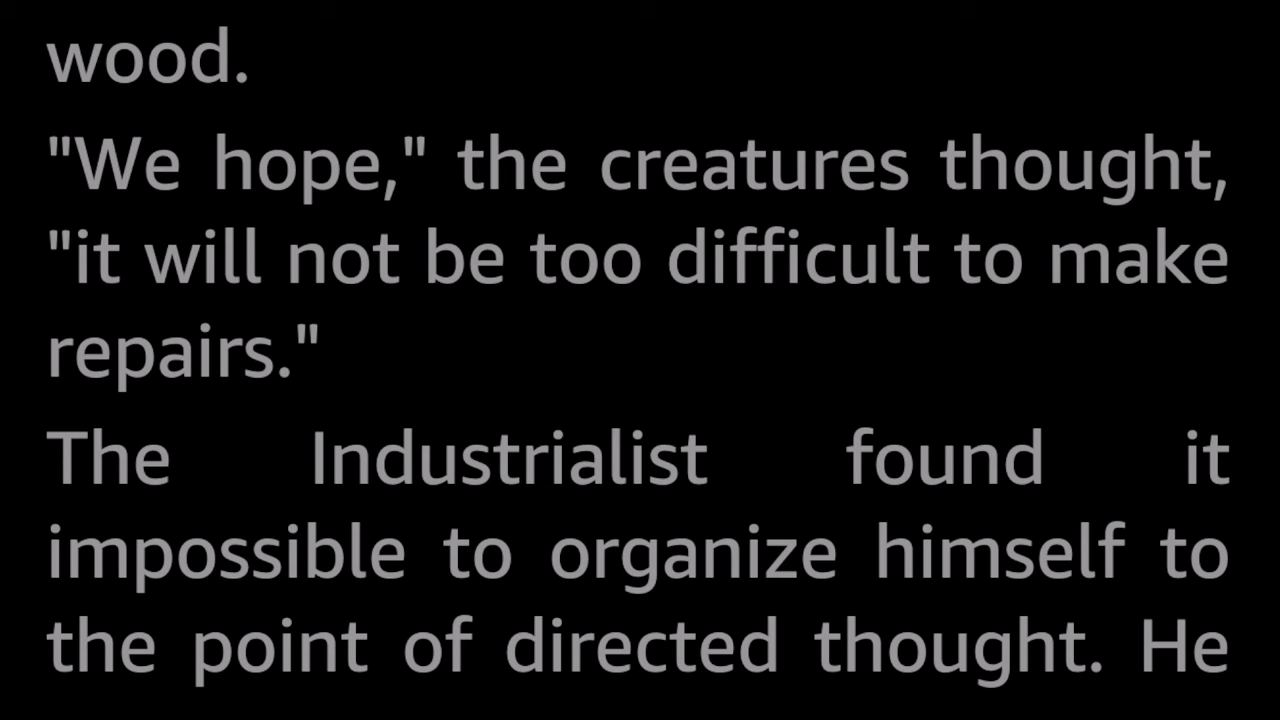 wood.
"We hope," the creatures thought,
"it will not be too difficult to make
repairs."
The Industrialist found it
impossible to organize himself to
the point of directed thought. He